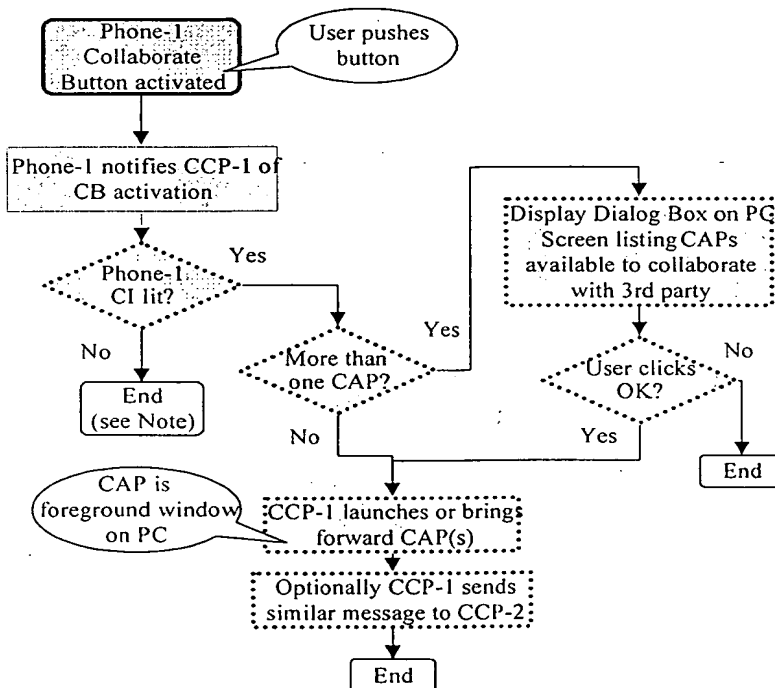 Phone-1
Collaborate
Button activated
User pushes
button
Phone-1 notifies CCP-1 of
CB activation
Phone-1
CI lit?
Yes
No
End
(see Note)
More than
one CAP?
Yes
No
Display Dialog Box on PC
Screen listing CAPs
available to collaborate
with 3rd party
User clicks
OK?
No
Yes
End
CAP is
foreground window
on PC
CCP-1 launches or brings
forward CAP(s)
Optionally CCP-1 sends
similar message to CCP-2
End